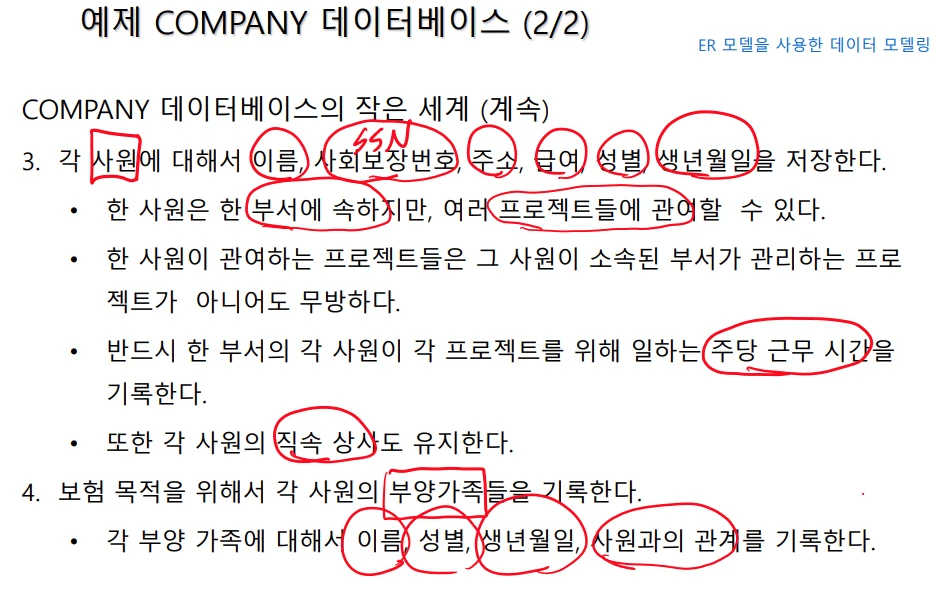 예제 COMPANY 데이터베이스 (2/2)
ER 모델을 사용한 데이터 모델링
COMPANY 데이터베이스의 작은 세계 (계속)
SSN
3. 각 사원에 대해서 이름, 사회보장번호, 주소, 급여, 성별, 생년월일을 저장한다.
• 한 사원은 한 부서에 속하지만, 여러 프로젝트들에 관여할 수 있다.
• 한 사원이 관여하는 프로젝트들은 그 사원이 소속된 부서가 관리하는 프로
젝트가 아니어도 무방하다.
• 반드시 한 부서의 각 사원이 각 프로젝트를 위해 일하는 주당 근무 시간을
기록한다.
• 또한 각 사원의 직속 상사도 유지한다.
4. 보험 목적을 위해서 각 사원의 부양가족들을 기록한다.
• 각 부양 가족에 대해서 이름, 성별, 생년월일, 사원과의 관계를 기록한다.